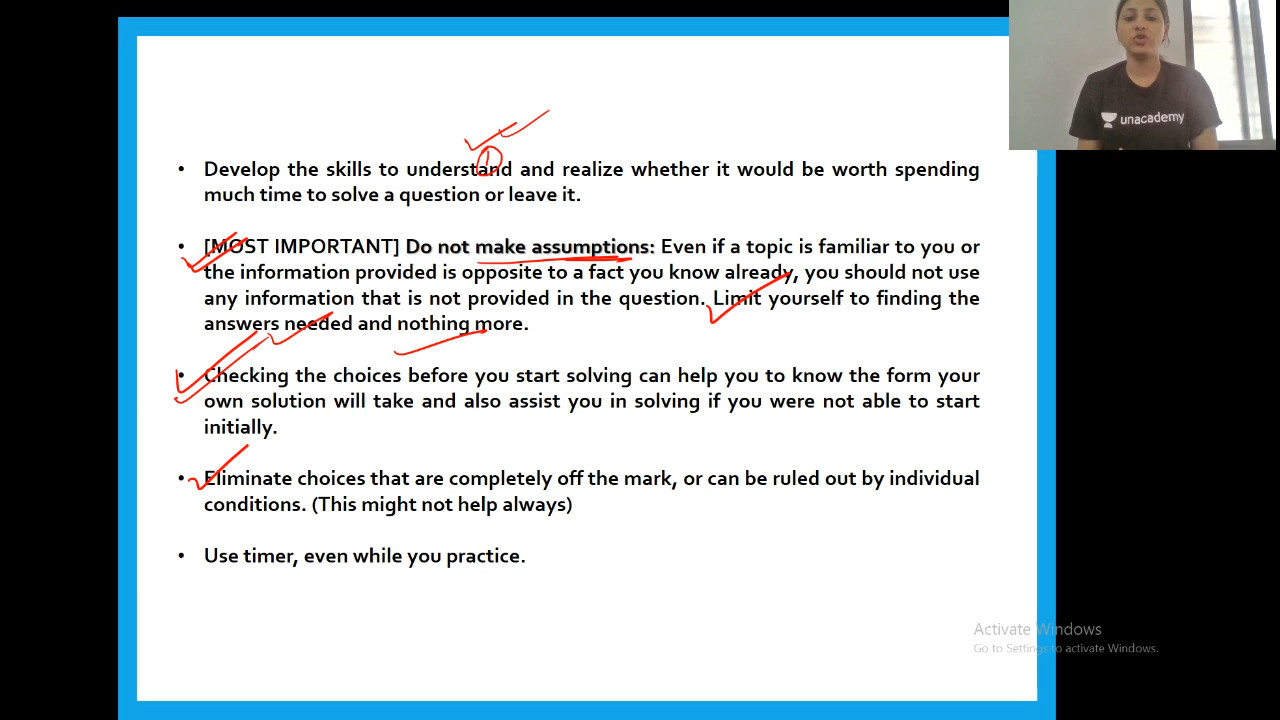 unacademy
1
• Develop the skills to understand and realize whether it would be worth spending
much time to solve a question or leave it.
• [MOST IMPORTANT] Do not make assumptions: Even if a topic is familiar to you or
the information provided is opposite to a fact you know already, you should not use
any information that is not provided in the question. Limit yourself to finding the
answers needed and nothing more.
• Checking the choices before you start solving can help you to know the form your
own solution will take and also assist you in solving if you were not able to start
initially.
• Eliminate choices that are completely off the mark, or can be ruled out by individual
conditions. (This might not help always)
• Use timer, even while you practice.
Activate Windows
Go to Settings to activate Windows.